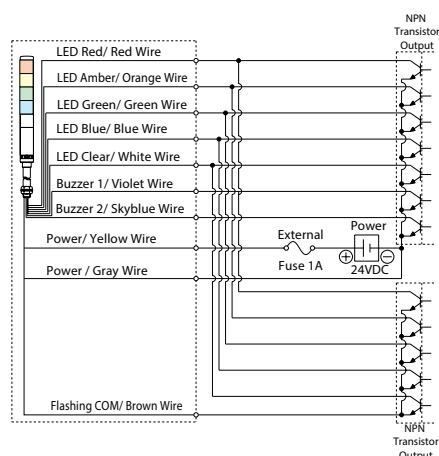 NPN
Transistor
Output
LED Red/ Red Wire
LED Amber/ Orange Wire
LED Green/ Green Wire
LED Blue/ Blue Wire
LED Clear/ White Wire
Buzzer 1/ Violet Wire
Buzzer 2/ Skyblue Wire
Power/ Yellow Wire
External
Fuse 1A
Power
24VDC
Power / Gray Wire
Flashing COM/ Brown Wire
NPN
Transistor
Output